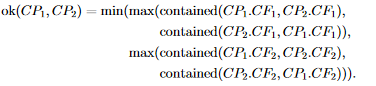 ok(CP₁, CP₂) = min(max(contained(CP₁.CF₁, CP₂.CF₁),
contained(CP₂.CF₁, CP₁.CF₁)),
max(contained(CP₁.CF₂, CP₂.CF₂),
contained(CP₂.CF₂, CP₁.CF₂))).